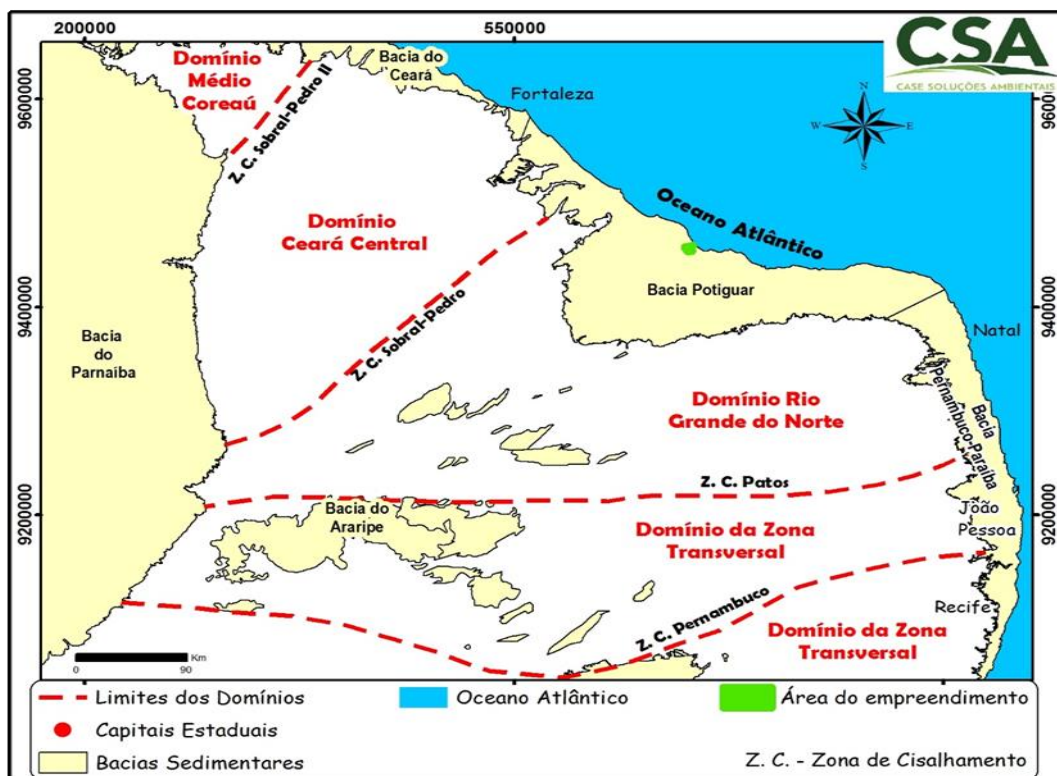 200000
550000
CSA
CASE SOLUÇÕES AMBIENTAIS
Domínio
Médio
Coreaú
Bacia do
Ceará
Fortaleza
9600000
9600
N
W
E
S
Z. C. Sobral-Pedro II
Domínio
Ceará Central
Oceano Atlântico
Bacia Potiguar
9400000
9400000
Natal
Bacia
do
Parnaíba
Z. C. Sobral-Pedro
Domínio Rio
Grande do Norte
Bacia
Pernambuco-Paraíba
Z. C. Patos
9200000
9200000
Bacia do
Araripe
João
Pessoa
Domínio da Zona
Transversal
Z. C. Pernambuco
Recife
Domínio da Zona
Transversal
Km
90
Limites dos Domínios
Oceano Atlântico
Área do empreendimento
Capitais Estaduais
Bacias Sedimentares
Z. C. - Zona de Cisalhamento